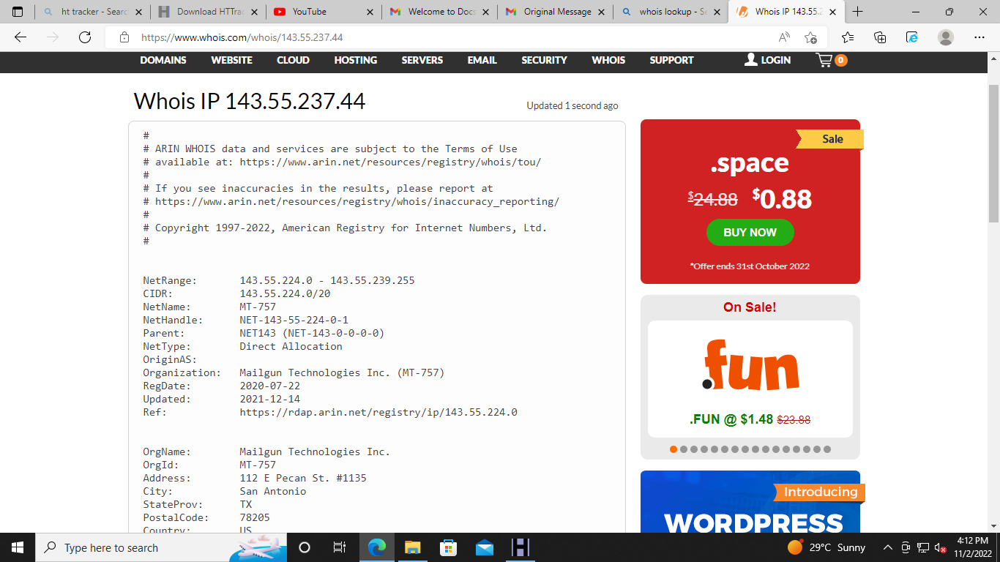 ht tracker - Searc
Download HTTrac
YouTube
Welcome to Docs
Original Message
whois lookup - Se
Whois IP 143.55.2
https://www.whois.com/whois/143.55.237.44
DOMAINS WEBSITE CLOUD HOSTING SERVERS EMAIL SECURITY WHOIS SUPPORT LOGIN 0
Whois IP 143.55.237.44
Updated 1 second ago
#
# ARIN WHOIS data and services are subject to the Terms of Use
# available at: https://www.arin.net/resources/registry/whois/tou/
#
# If you see inaccuracies in the results, please report at
# https://www.arin.net/resources/registry/whois/inaccuracy_reporting/
#
# Copyright 1997-2022, American Registry for Internet Numbers, Ltd.
#
NetRange: 143.55.224.0 - 143.55.239.255
CIDR: 143.55.224.0/20
NetName: MT-757
NetHandle: NET-143-55-224-0-1
Parent: NET143 (NET-143-0-0-0-0)
NetType: Direct Allocation
OriginAS:
Organization: Mailgun Technologies Inc. (MT-757)
RegDate: 2020-07-22
Updated: 2021-12-14
Ref: https://rdap.arin.net/registry/ip/143.55.224.0
OrgName: Mailgun Technologies Inc.
OrgId: MT-757
Address: 112 E Pecan St. #1135
City: San Antonio
StateProv: TX
PostalCode: 78205
Country: US
Sale
.space
$24.88 $0.88
BUY NOW
*Offer ends 31st October 2022
On Sale!
.fun
.FUN @ $1.48 $23.88
Introducing
WORDPRESS
Type here to search
29°C Sunny
4:12 PM
11/2/2022